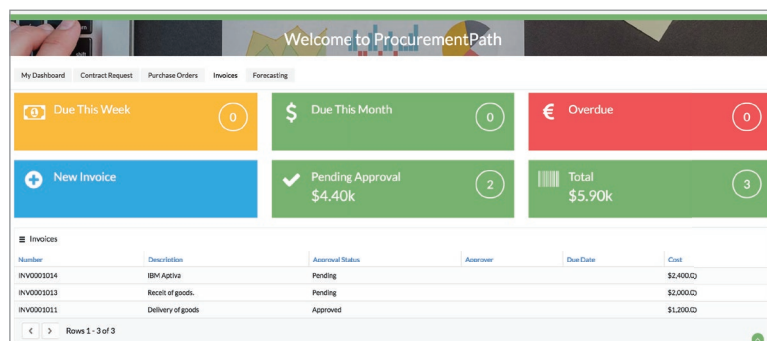 Welcome to ProcurementPath
My Dashboard Contract Request Purchase Orders Invoices Forecasting
Due This Week 0
$ Due This Month 0
€ Overdue 0
New Invoice
Pending Approval $4.40k 2
Total $5.90k 3
Invoices
Number Description Approval Status Approver Due Date Cost
INV0001014 IBM Aptiva Pending $2,400.00
INV0001013 Receit of goods. Pending $2,000.00
INV0001011 Delivery of goods Approved $1,200.00
< > Rows 1 - 3 of 3